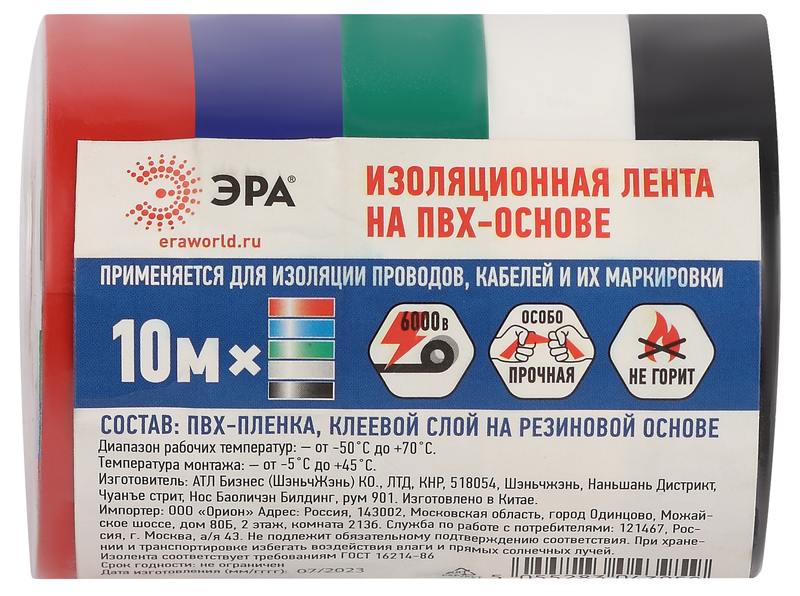 ЭРА®
eraworld.ru
ИЗОЛЯЦИОННАЯ ЛЕНТА
НА ПВХ-ОСНОВЕ
ПРИМЕНЯЕТСЯ ДЛЯ ИЗОЛЯЦИИ ПРОВОДОВ, КАБЕЛЕЙ И ИХ МАРКИРОВКИ
10м×
6000в
ОСОБО
ПРОЧНАЯ
НЕ ГОРИТ
СОСТАВ: ПВХ-ПЛЕНКА, КЛЕЕВОЙ СЛОЙ НА РЕЗИНОВОЙ ОСНОВЕ
Диапазон рабочих температур: – от -50˚С до +70˚С.
Температура монтажа: – от -5˚С до +45˚С.
Изготовитель: АТЛ Бизнес (ШэньчЖэнь) КО., ЛТД, КНР, 518054, Шэньчжэнь, Наньшань Дистрикт,
Чуанъе стрит, Нос Баоличэн Билдинг, рум 901. Изготовлено в Китае.
Импортер: ООО «Орион» Адрес: Россия, 143002, Московская область, город Одинцово, Можай-
ское шоссе, дом 80Б, 2 этаж, комната 2136. Служба по работе с потребителями: 121467, Рос-
сия, г. Москва, а/я 43. Не подлежит обязательному подтверждению соответствия. При хране-
нии и транспортировке избегать воздействия влаги и прямых солнечных лучей.
Изолента соответствует требованиям ГОСТ 16214-86
Срок годности: не ограничен
Дата изготовления (мм/гггг): 07/2023